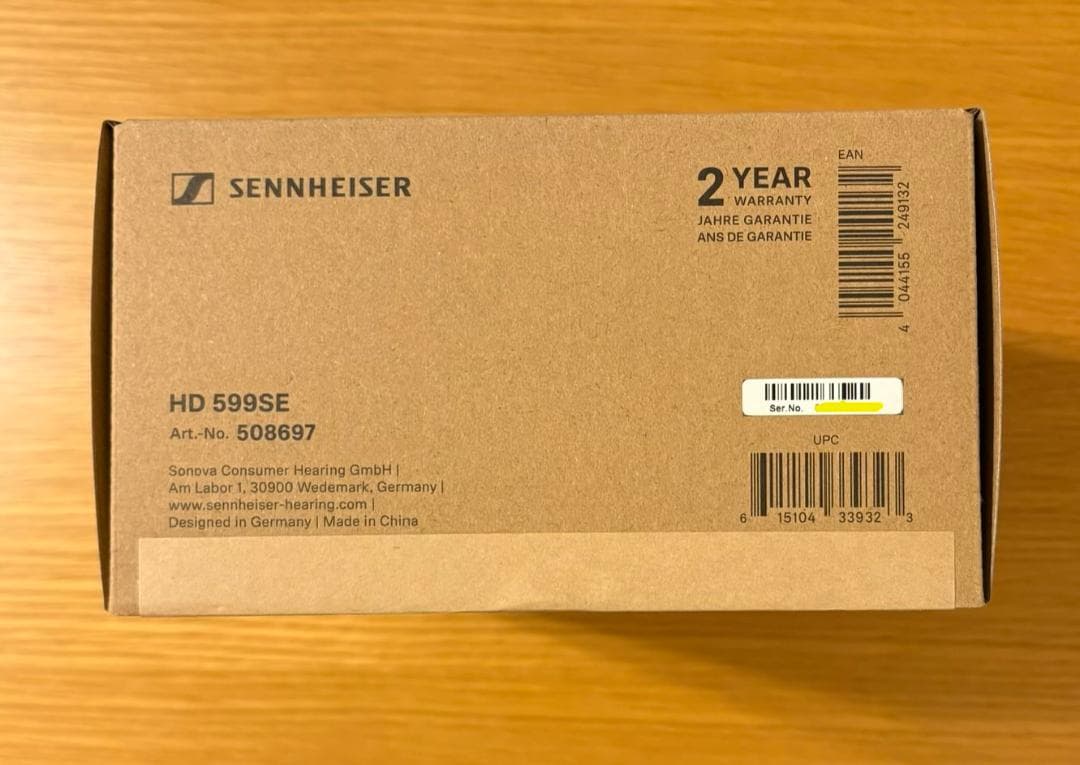 SENNHEISER
2 YEAR
WARRANTY
JAHRE GARANTIE
ANS DE GARANTIE
EAN
4 044155 249132
HD 599SE
Art.-No. 508697
Sonova Consumer Hearing GmbH |
Am Labor 1, 30900 Wedemark, Germany |
www.sennheiser-hearing.com |
Designed in Germany | Made in China
Ser.No.
UPC
6 15104 33932 3